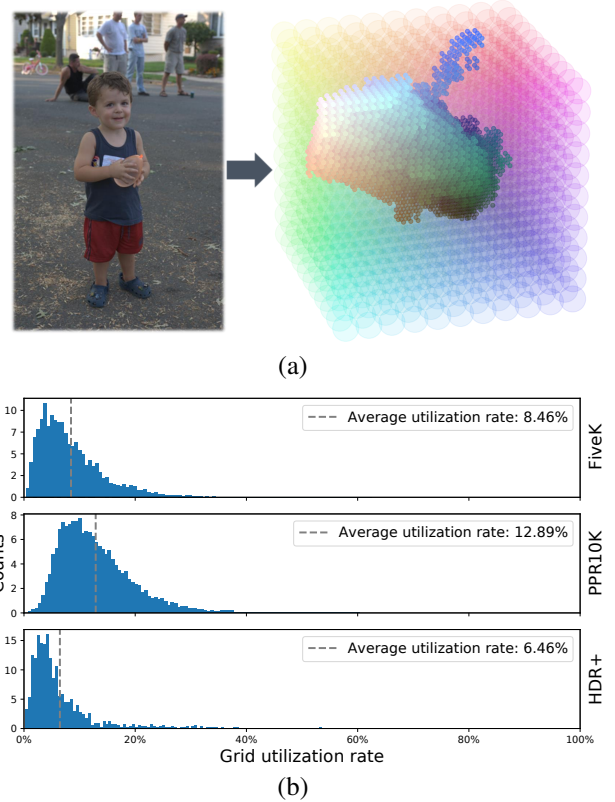 (a)
10
7
5
2
0
Average utilization rate: 8.46%
FiveK
8
6
4
2
0
Average utilization rate: 12.89%
PPR10K
Counts
15
10
5
0
Average utilization rate: 6.46%
HDR+
0% 20% 40% 60% 80% 100%
Grid utilization rate
(b)